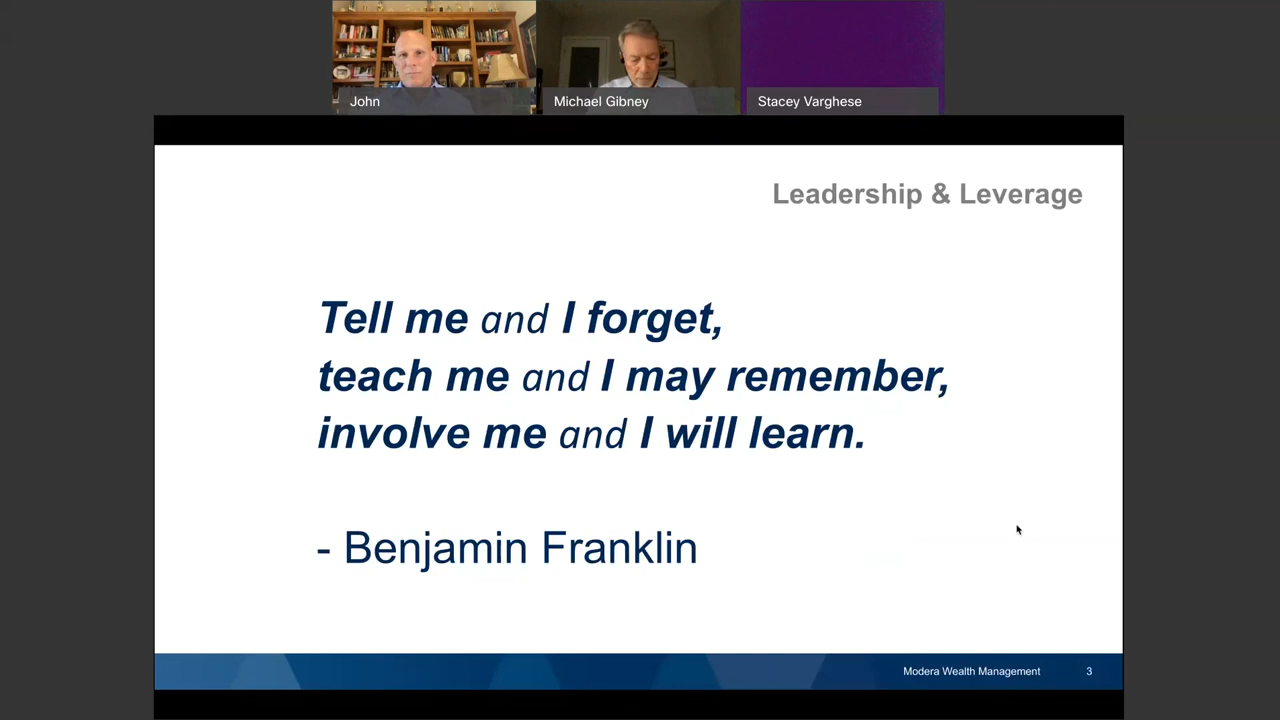 John
Michael Gibney
Stacey Varghese
Leadership & Leverage
Tell me and I forget,
teach me and I may remember,
involve me and I will learn.
- Benjamin Franklin
Modera Wealth Management
3